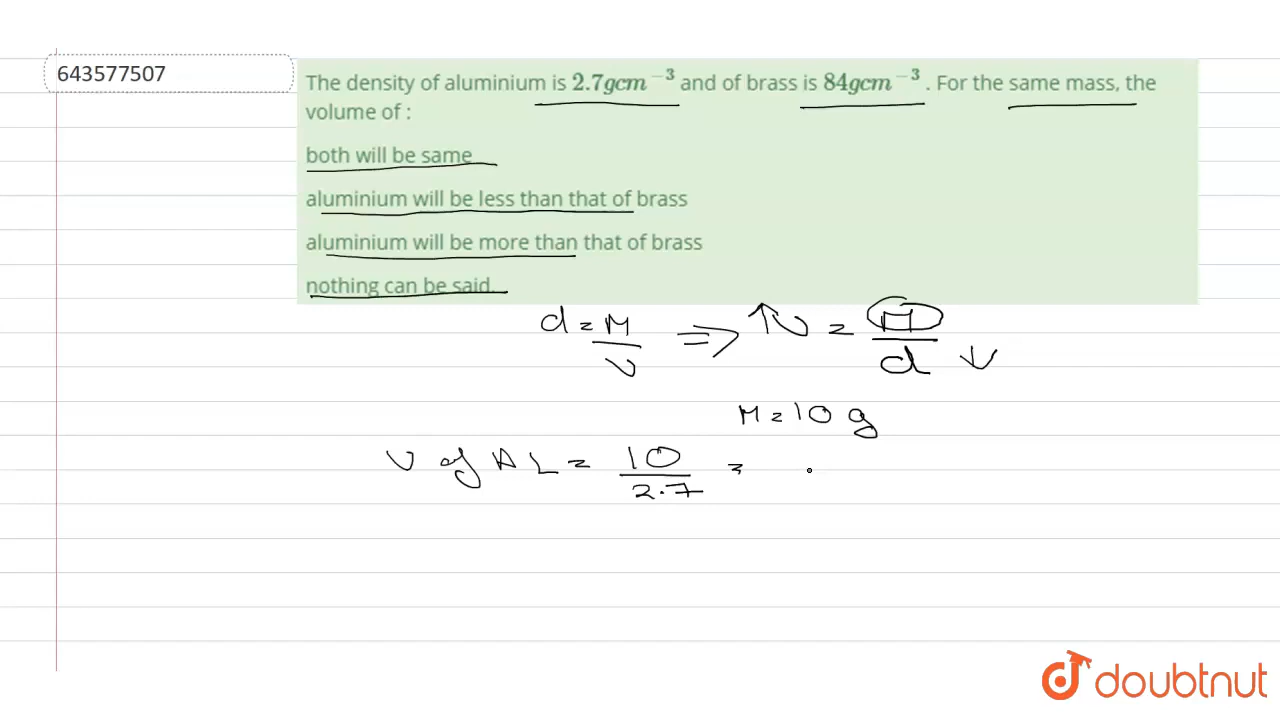 643577507
The density of aluminium is 2.7gcm⁻³ and of brass is 84gcm⁻³ . For the same mass, the
volume of :
both will be same
aluminium will be less than that of brass
aluminium will be more than that of brass
nothing can be said.
d = M/V ⇒ ↑V = M/d ↓
M = 10 g
V of AL = 10/2.7 =
doubtnut